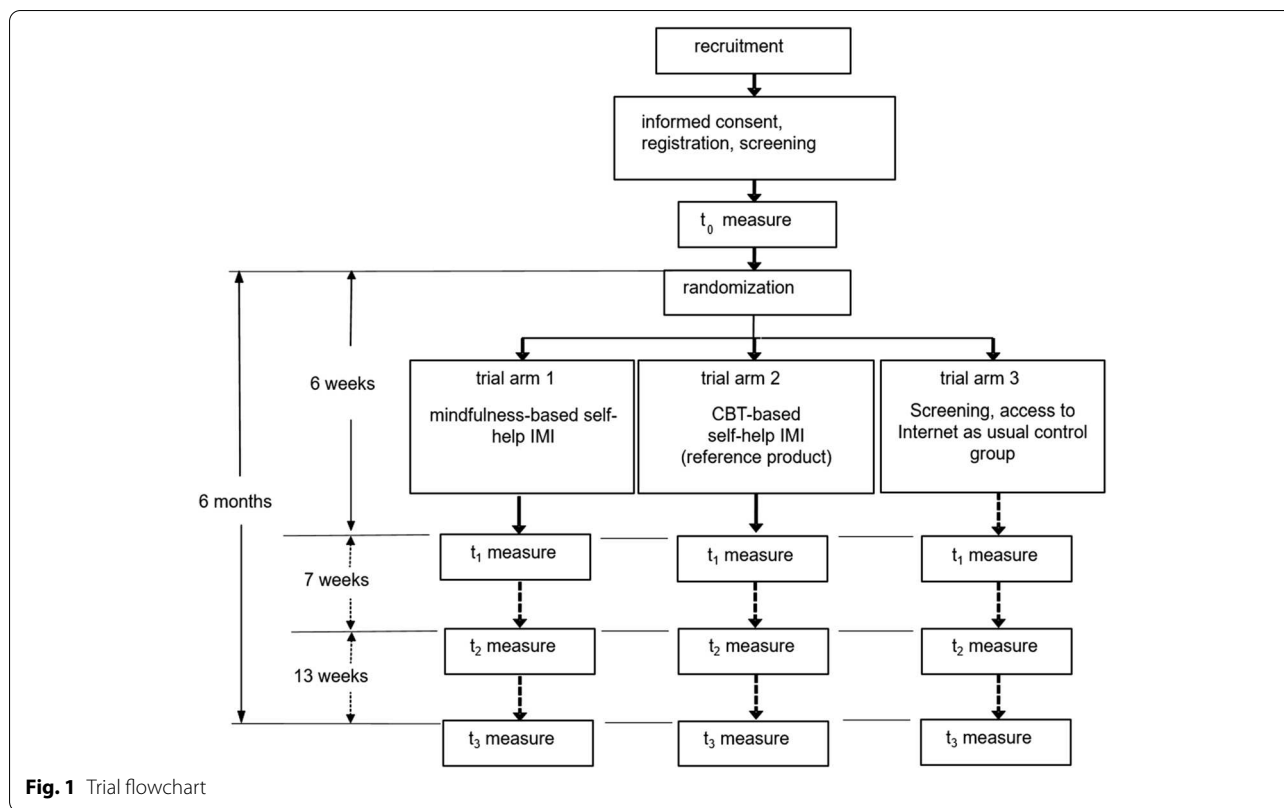 recruitment
informed consent,
registration, screening
t₀ measure
randomization
6 weeks
6 months
7 weeks
13 weeks
trial arm 1
mindfulness-based self-
help IMI
trial arm 2
CBT-based
self-help IMI
(reference product)
trial arm 3
Screening, access to
Internet as usual control
group
t₁ measure
t₁ measure
t₁ measure
t₂ measure
t₂ measure
t₂ measure
t₃ measure
t₃ measure
t₃ measure
Fig. 1 Trial flowchart